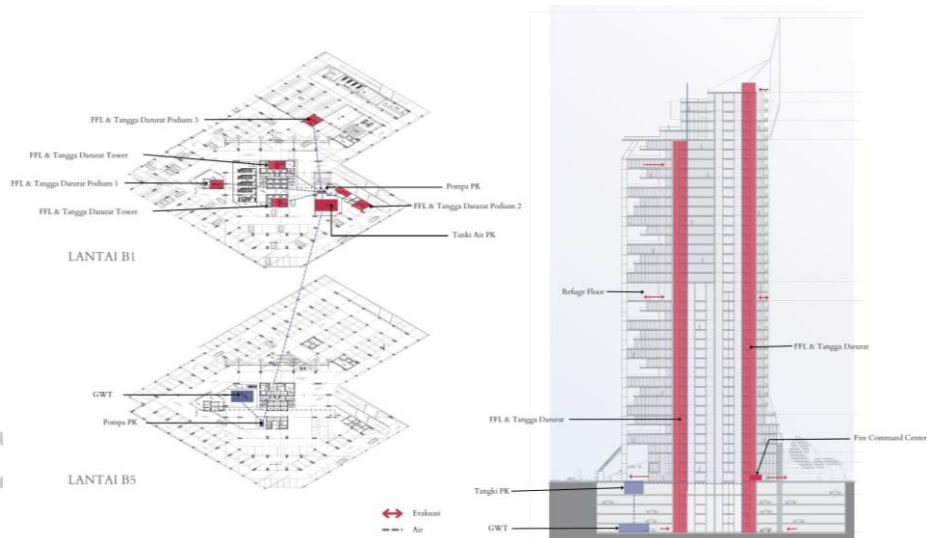 FFL & Tangga Darurat Podium 3
FFL & Tangga Darurat Tower
FFL & Tangga Darurat Podium 1
FFL & Tangga Darurat Tower
Pompa PK
FFL & Tangga Darurat Podium 2
Tanki Air PK
LANTAI B1
GWT
Pompa PK
LANTAI B5
Evakuasi
Air
Refuge Floor
FFL & Tangga Darurat
FFL & Tangga Darurat
Fire Command Center
Tangki PK
GWT